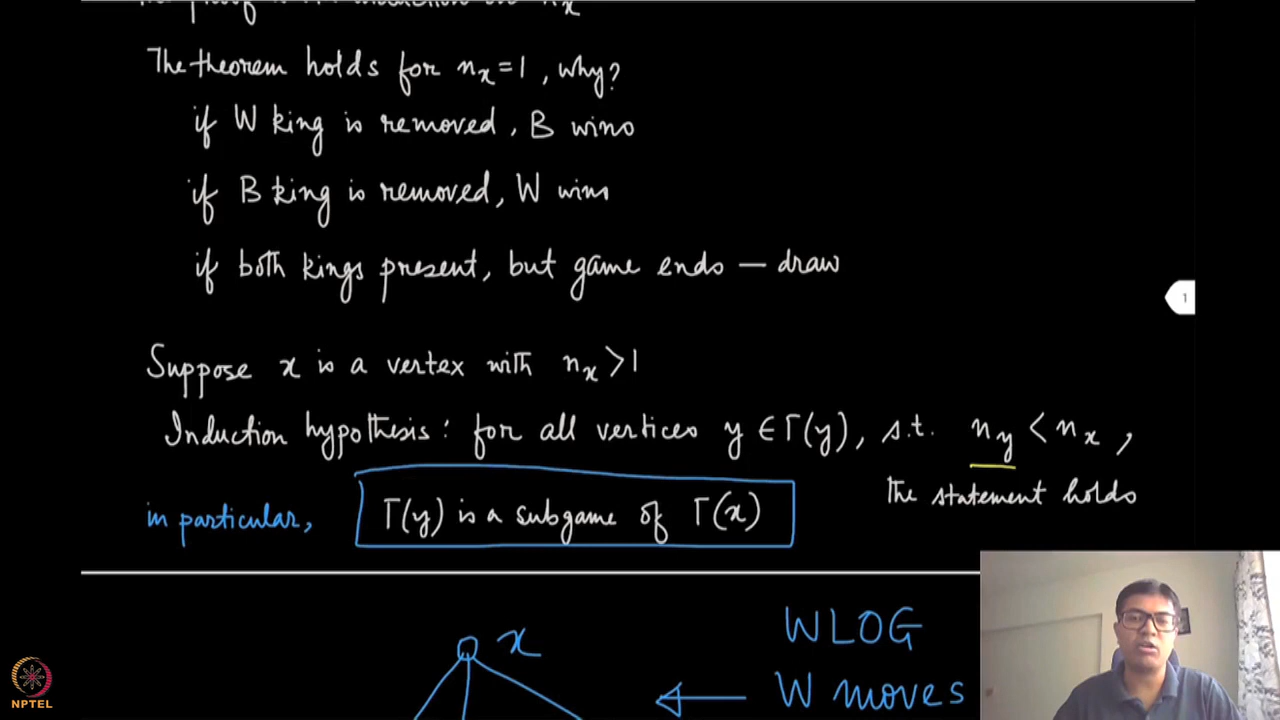 The theorem holds for nₓ=1, why?
if W king is removed, B wins
if B king is removed, W wins
if both kings present, but game ends — draw
1
Suppose x is a vertex with nₓ>1
Induction hypothesis: for all vertices y ∈ Γ(y), s.t. n_y < nₓ,
the statement holds
in particular, Γ(y) is a subgame of Γ(x)
x
WLOG
W moves
NPTEL